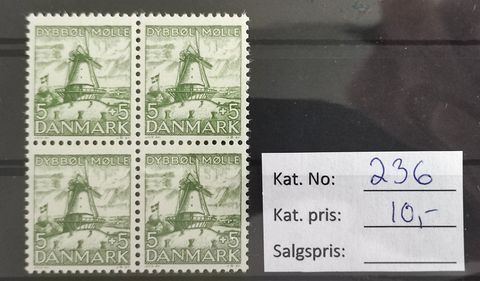 DYBBØL MØLLE DYBBØL MØLLE
5 +5 5 +5
DANMARK DANMARK
DYBBØL MØLLE DYBBØL MØLLE
5 +5 5 +5
DANMARK DANMARK
Kat. No: 236
Kat. pris: 10,-
Salgspris: